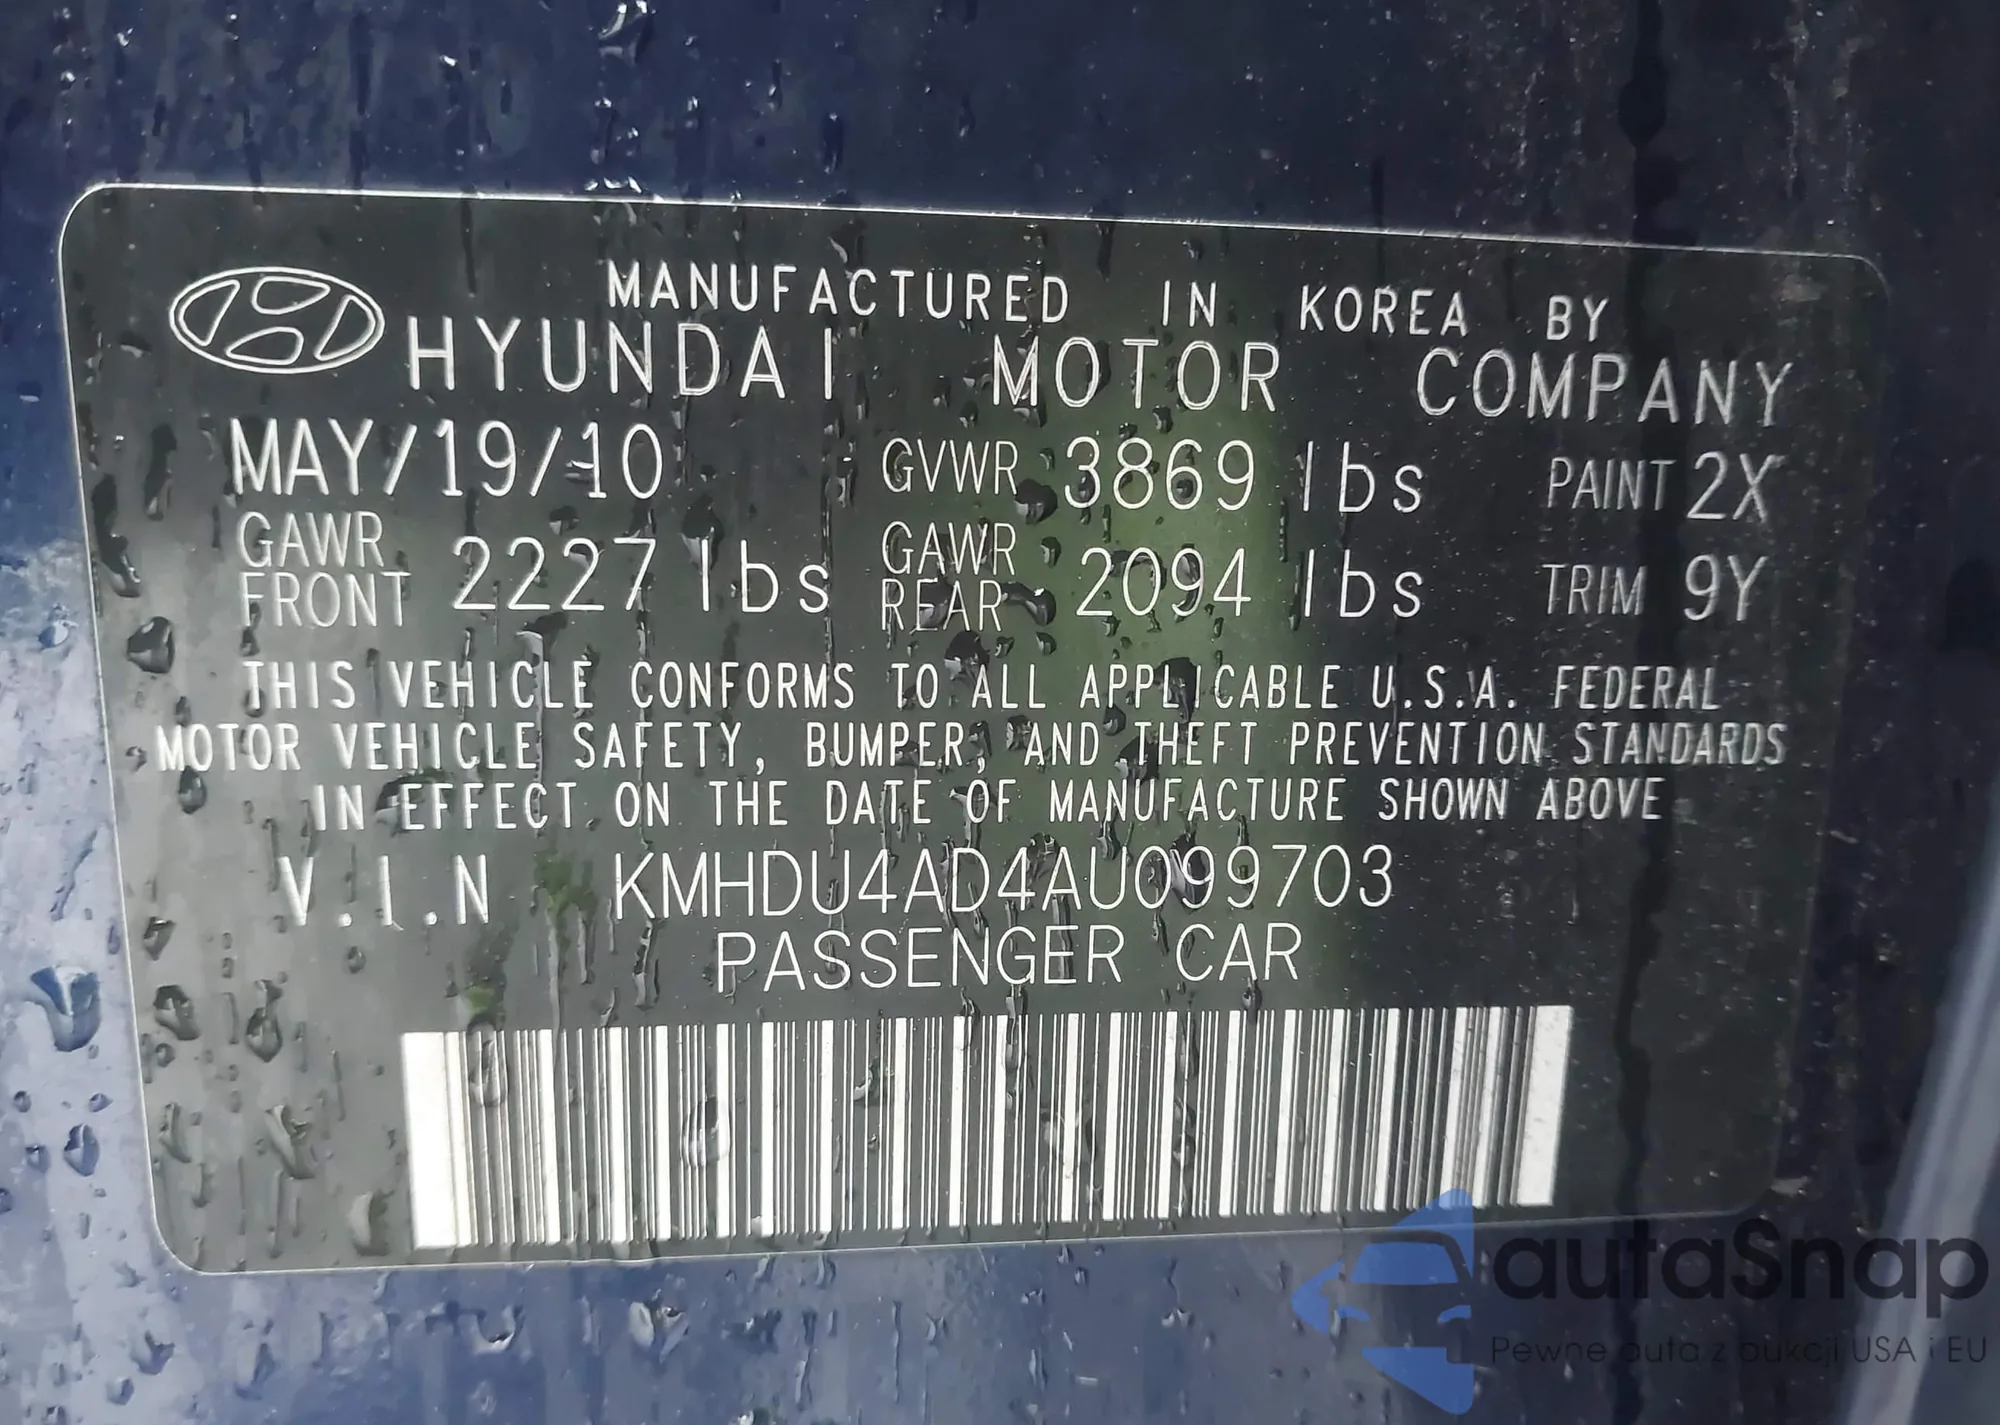 MANUFACTURED IN KOREA BY
HYUNDAI MOTOR COMPANY
MAY/19/10 GVWR 3869 lbs PAINT 2X
GAWR FRONT 2227 lbs GAWR REAR 2094 lbs TRIM 9Y
THIS VEHICLE CONFORMS TO ALL APPLICABLE U.S.A. FEDERAL
MOTOR VEHICLE SAFETY, BUMPER, AND THEFT PREVENTION STANDARDS
IN EFFECT ON THE DATE OF MANUFACTURE SHOWN ABOVE
V.I.N KMHDU4AD4AU099703
PASSENGER CAR
autaSnap
Pewne auta z aukcji USA i EU